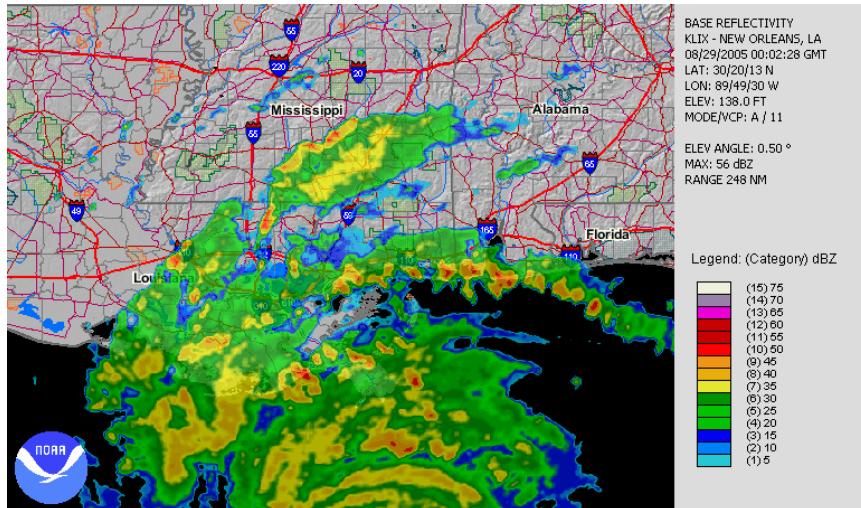 BASE REFLECTIVITY
KLIX - NEW ORLEANS, LA
08/29/2005 00:02:28 GMT
LAT: 30/20/13 N
LON: 89/49/30 W
ELEV: 138.0 FT
MODE/VCP: A / 11
ELEV ANGLE: 0.50 °
MAX: 56 dBZ
RANGE 248 NM
Legend: (Category) dBZ
(15) 75
(14) 70
(13) 65
(12) 60
(11) 55
(10) 50
(9) 45
(8) 40
(7) 35
(6) 30
(5) 25
(4) 20
(3) 15
(2) 10
(1) 5
55
220
20
Mississippi
Alabama
55
65
49
59
165
Florida
110
Louisiana
NOAA